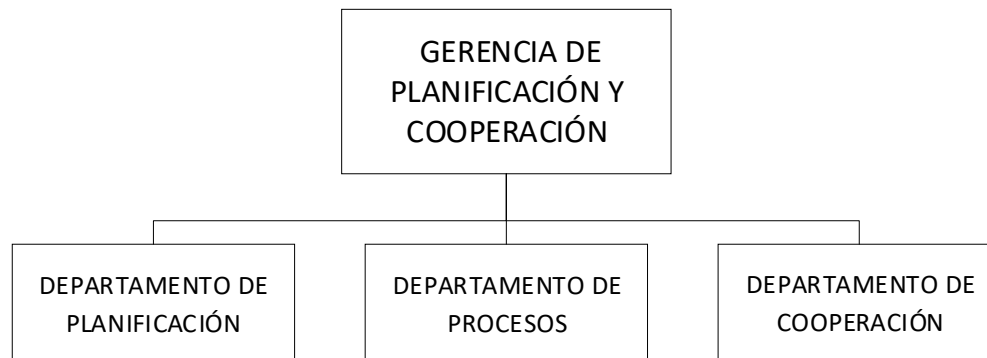 GERENCIA DE
PLANIFICACIÓN Y
COOPERACIÓN
DEPARTAMENTO DE
PLANIFICACIÓN
DEPARTAMENTO DE
PROCESOS
DEPARTAMENTO DE
COOPERACIÓN